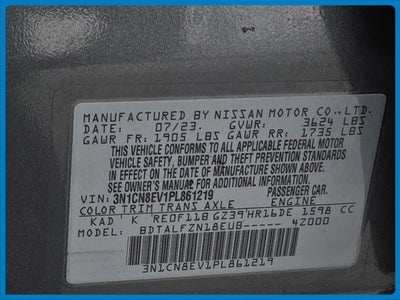 MANUFACTURED BY NISSAN MOTOR CO., LTD.
DATE: 07/23. GVWR: 3624 LBS
GAWR FR: 1905 LBS GAWR RR: 1735 LBS
THIS VEHICLE CONFORMS TO ALL APPLICABLE FEDERAL MOTOR
VEHICLE SAFETY, BUMPER AND THEFT PREVENTION STANDARDS
IN EFFECT ON THE DATE OF MANUFACTURE SHOWN ABOVE.
SEE OWNER'S MANUAL FOR ADDITIONAL INFORMATION.
VIN: 3N1CN8EV1PL861219 PASSENGER CAR
COLOR TRIM TRANS AXLE ENGINE
KAD K RE0F11B GZ39 HR16DE 1598 CC
MODEL: BDTALFZN18EUB----- 4Z000
3N1CN8EV1PL861219